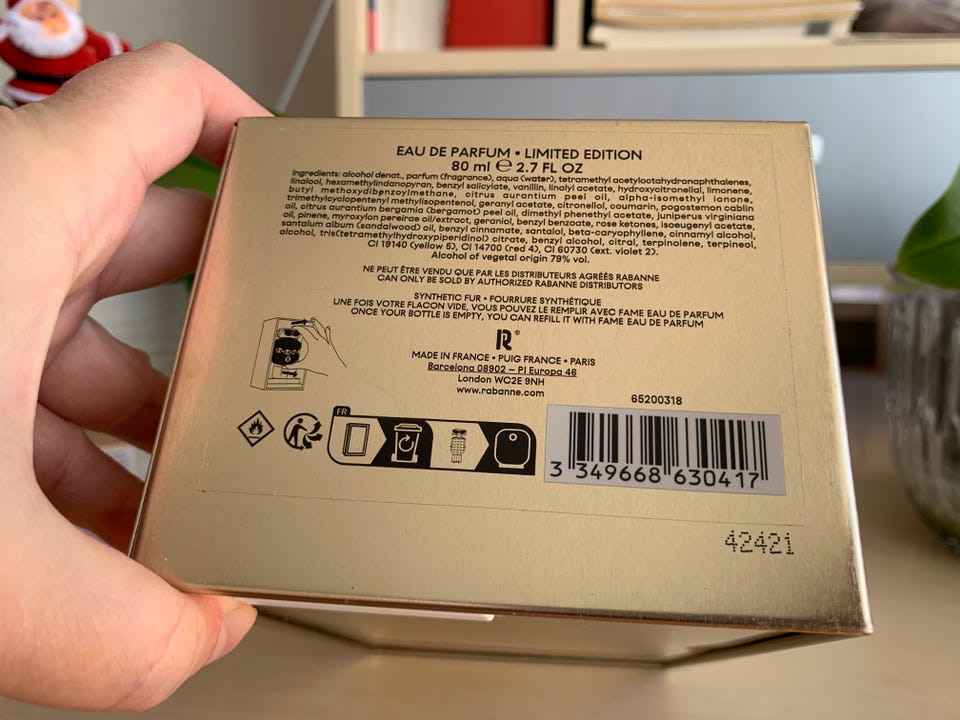 EAU DE PARFUM • LIMITED EDITION
80 ml ℮ 2.7 FL OZ
Ingredients: alcohol denat., parfum (fragrance), aqua (water), tetramethyl acetyloctahydronaphthalenes,
linalool, hexamethylindanopyran, benzyl salicylate, vanillin, linalyl acetate, hydroxycitronellal, limonene,
butyl methoxydibenzoylmethane, citrus aurantium peel oil, alpha-isomethyl ionone,
trimethylcyclopentenyl methylisopentenol, geranyl acetate, citronellol, coumarin, pogostemon cablin
oil, citrus aurantium bergamia (bergamot) peel oil, dimethyl phenethyl acetate, juniperus virginiana
oil, pinene, myroxylon pereirae oil/extract, geraniol, benzyl benzoate, rose ketones, isoeugenyl acetate,
santalum album (sandalwood) oil, benzyl cinnamate, santalol, beta-caryophyllene, cinnamyl alcohol,
alcohol, tris(tetramethylhydroxypiperidinol) citrate, benzyl alcohol, citral, terpinolene, terpineol,
CI 19140 (yellow 5), CI 14700 (red 4), CI 60730 (ext. violet 2).
Alcohol of vegetal origin 79% vol.
NE PEUT ÊTRE VENDU QUE PAR LES DISTRIBUTEURS AGRÉÉS RABANNE
CAN ONLY BE SOLD BY AUTHORIZED RABANNE DISTRIBUTORS
SYNTHETIC FUR • FOURRURE SYNTHÉTIQUE
UNE FOIS VOTRE FLACON VIDE, VOUS POUVEZ LE REMPLIR AVEC FAME EAU DE PARFUM
ONCE YOUR BOTTLE IS EMPTY, YOU CAN REFILL IT WITH FAME EAU DE PARFUM
R®
MADE IN FRANCE • PUIG FRANCE • PARIS
Barcelona 08902 – Pl Europa 46
London WC2E 9NH
www.rabanne.com
65200318
FR
3 349668 630417
42421